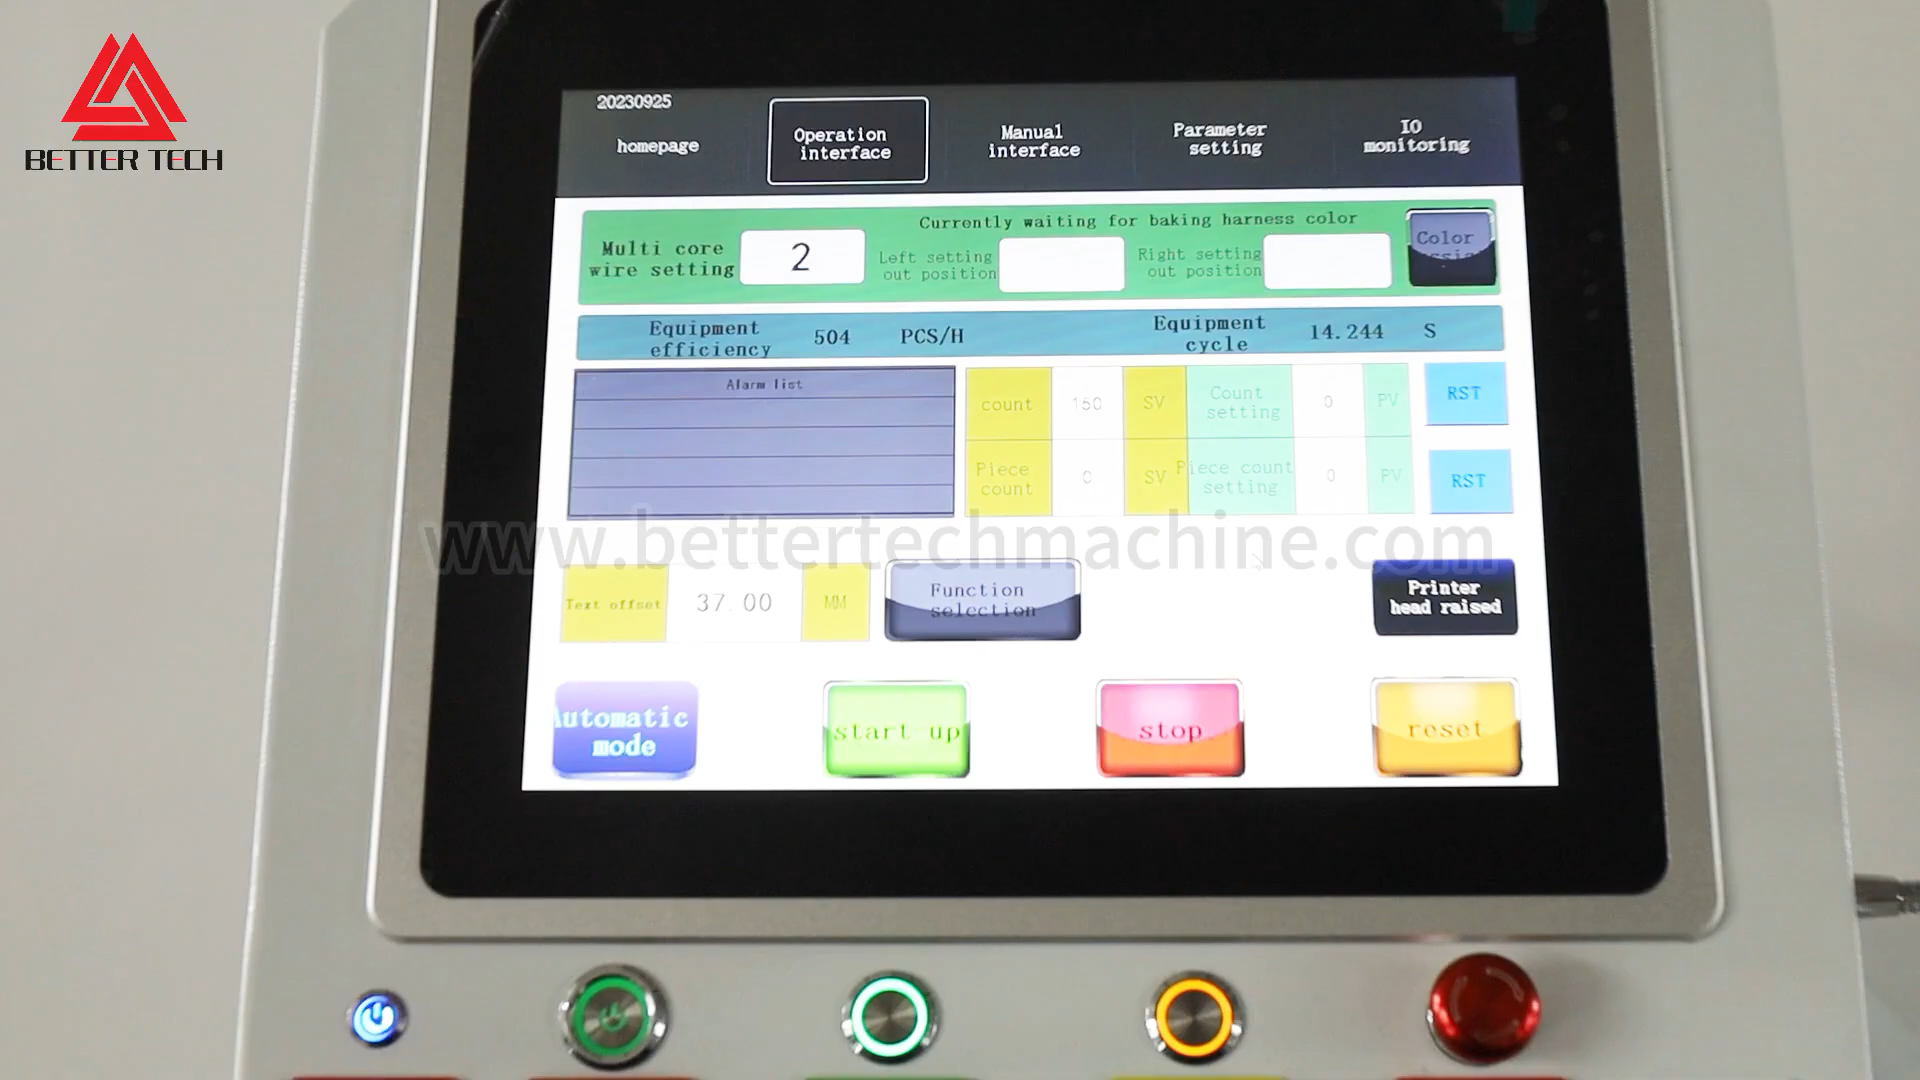 BETTER TECH
20230925
homepage
Operation
interface
Manual
interface
Parameter
setting
IO
monitoring
Currently waiting for baking harness color
Multi core
wire setting
2
Left setting
out position
Right setting
out position
Color
Equipment
efficiency
504
PCS/H
Equipment
cycle
14.244
S
Alarm list
count
150
SV
Count
setting
0
PV
RST
Piece
count
0
SV
Piece count
setting
0
PV
RST
www.bettertechmachine.com
Text offset
37.00
MM
Function
selection
Printer
head raised
Automatic
mode
start up
stop
reset